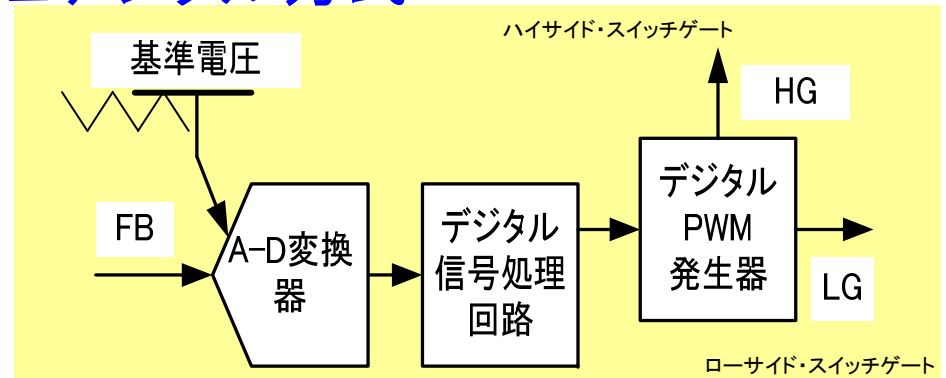 ハイサイド・スイッチゲート
基準電圧
HG
FB
A-D変換
器
デジタル
信号処理
回路
デジタル
PWM
発生器
LG
ローサイド・スイッチゲート